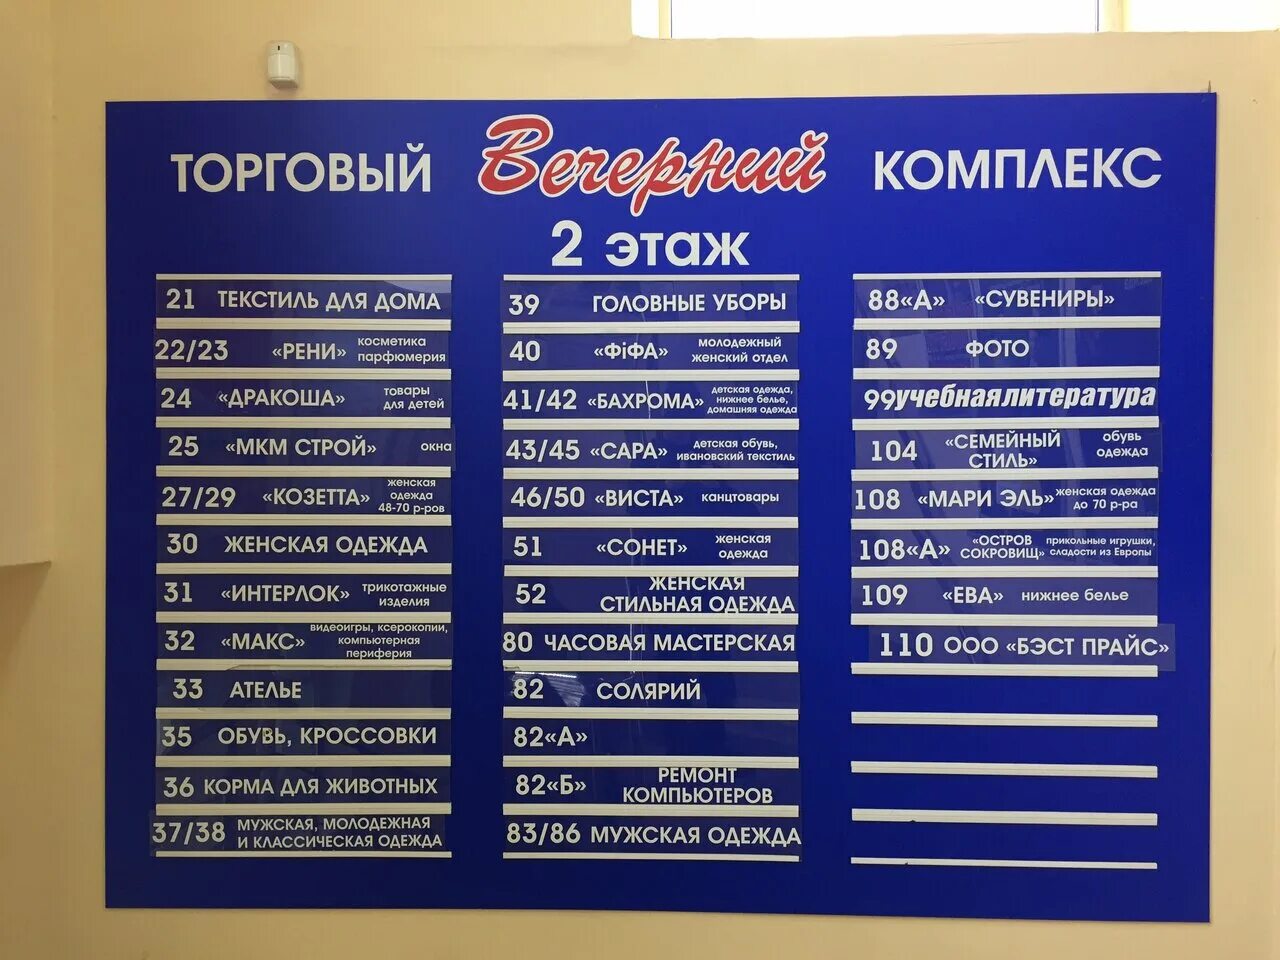 ТОРГОВЫЙ Вечерний КОМПЛЕКС
2 этаж
21 ТЕКСТИЛЬ ДЛЯ ДОМА
22/23 «РЕНИ» косметика
парфюмерия
24 «ДРАКОША» товары
для детей
25 «МКМ СТРОЙ» окна
27/29 «КОЗЕТТА» женская
одежда
48-70 р-ров
30 ЖЕНСКАЯ ОДЕЖДА
31 «ИНТЕРЛОК» трикотажные
изделия
32 «МАКС» видеоигры, ксерокопии,
компьютерная
периферия
33 АТЕЛЬЕ
35 ОБУВЬ, КРОССОВКИ
36 КОРМА ДЛЯ ЖИВОТНЫХ
37/38 МУЖСКАЯ, МОЛОДЕЖНАЯ
И КЛАССИЧЕСКАЯ ОДЕЖДА
39 ГОЛОВНЫЕ УБОРЫ
40 «ФіФА» молодежный
женский отдел
41/42 «БАХРОМА» детская одежда,
нижнее белье,
домашняя одежда
43/45 «САРА» детская обувь,
ивановский текстиль
46/50 «ВИСТА» канцтовары
51 «СОНЕТ» женская
одежда
52 ЖЕНСКАЯ
СТИЛЬНАЯ ОДЕЖДА
80 ЧАСОВАЯ МАСТЕРСКАЯ
82 СОЛЯРИЙ
82«А»
82«Б» РЕМОНТ
КОМПЬЮТЕРОВ
83/86 МУЖСКАЯ ОДЕЖДА
88«А» «СУВЕНИРЫ»
89 ФОТО
99 учебная литература
104 «СЕМЕЙНЫЙ
СТИЛЬ» обувь
одежда
108 «МАРИ ЭЛЬ» женская одежда
до 70 р-ра
108«А» «ОСТРОВ
СОКРОВИЩ» прикольные игрушки,
сладости из Европы
109 «ЕВА» нижнее белье
110 ООО «БЭСТ ПРАЙС»